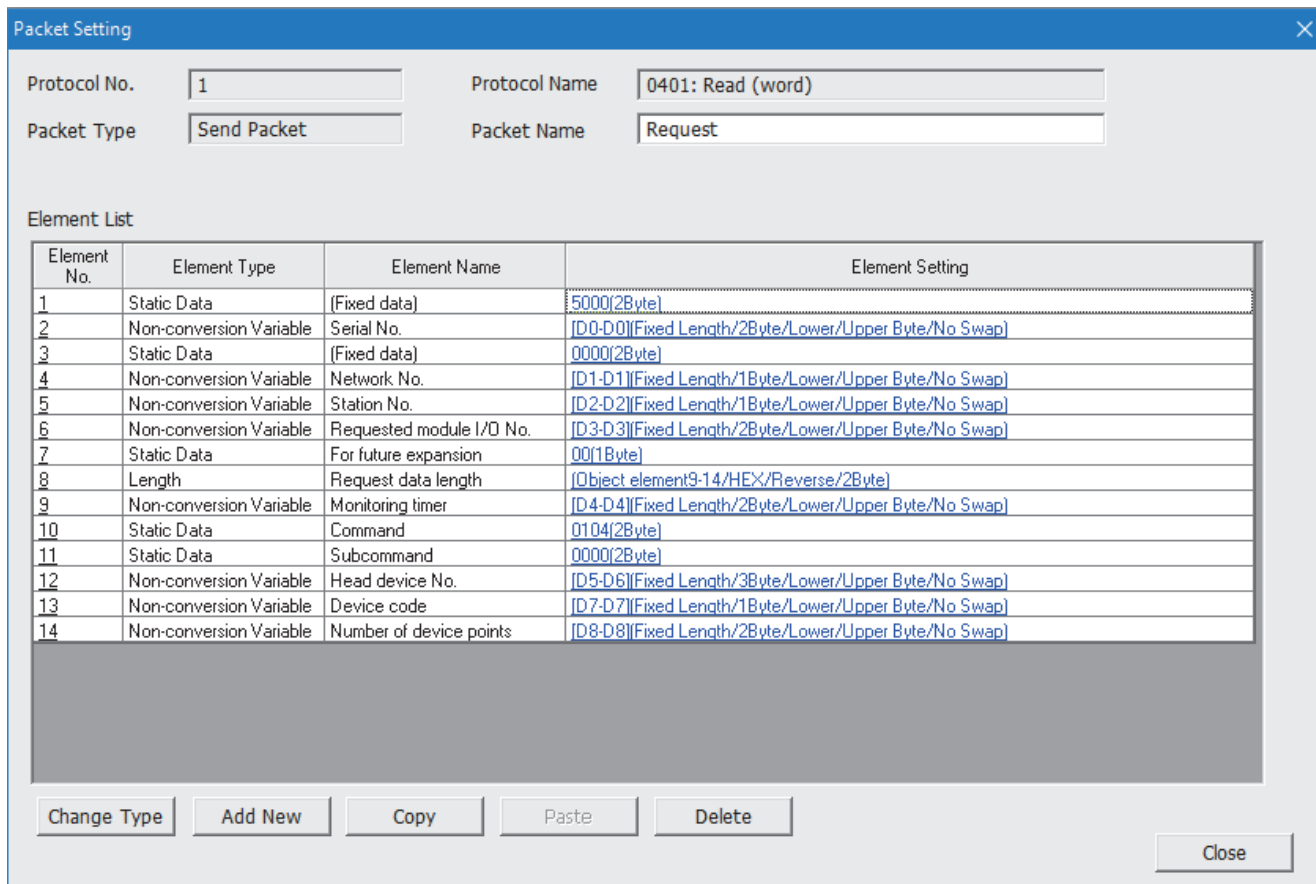 Packet Setting
Protocol No. 1 Protocol Name 0401: Read (word)
Packet Type Send Packet Packet Name Request
Element List
Element No. Element Type Element Name Element Setting
1 Static Data (Fixed data) 5000(2Byte)
2 Non-conversion Variable Serial No. [D0-D0](Fixed Length/2Byte/Lower/Upper Byte/No Swap)
3 Static Data (Fixed data) 0000(2Byte)
4 Non-conversion Variable Network No. [D1-D1](Fixed Length/1Byte/Lower/Upper Byte/No Swap)
5 Non-conversion Variable Station No. [D2-D2](Fixed Length/1Byte/Lower/Upper Byte/No Swap)
6 Non-conversion Variable Requested module I/O No. [D3-D3](Fixed Length/2Byte/Lower/Upper Byte/No Swap)
7 Static Data For future expansion 00(1Byte)
8 Length Request data length (Object element9-14/HEX/Reverse/2Byte)
9 Non-conversion Variable Monitoring timer [D4-D4](Fixed Length/2Byte/Lower/Upper Byte/No Swap)
10 Static Data Command 0104(2Byte)
11 Static Data Subcommand 0000(2Byte)
12 Non-conversion Variable Head device No. [D5-D6](Fixed Length/3Byte/Lower/Upper Byte/No Swap)
13 Non-conversion Variable Device code [D7-D7](Fixed Length/1Byte/Lower/Upper Byte/No Swap)
14 Non-conversion Variable Number of device points [D8-D8](Fixed Length/2Byte/Lower/Upper Byte/No Swap)
Change Type Add New Copy Paste Delete
Close